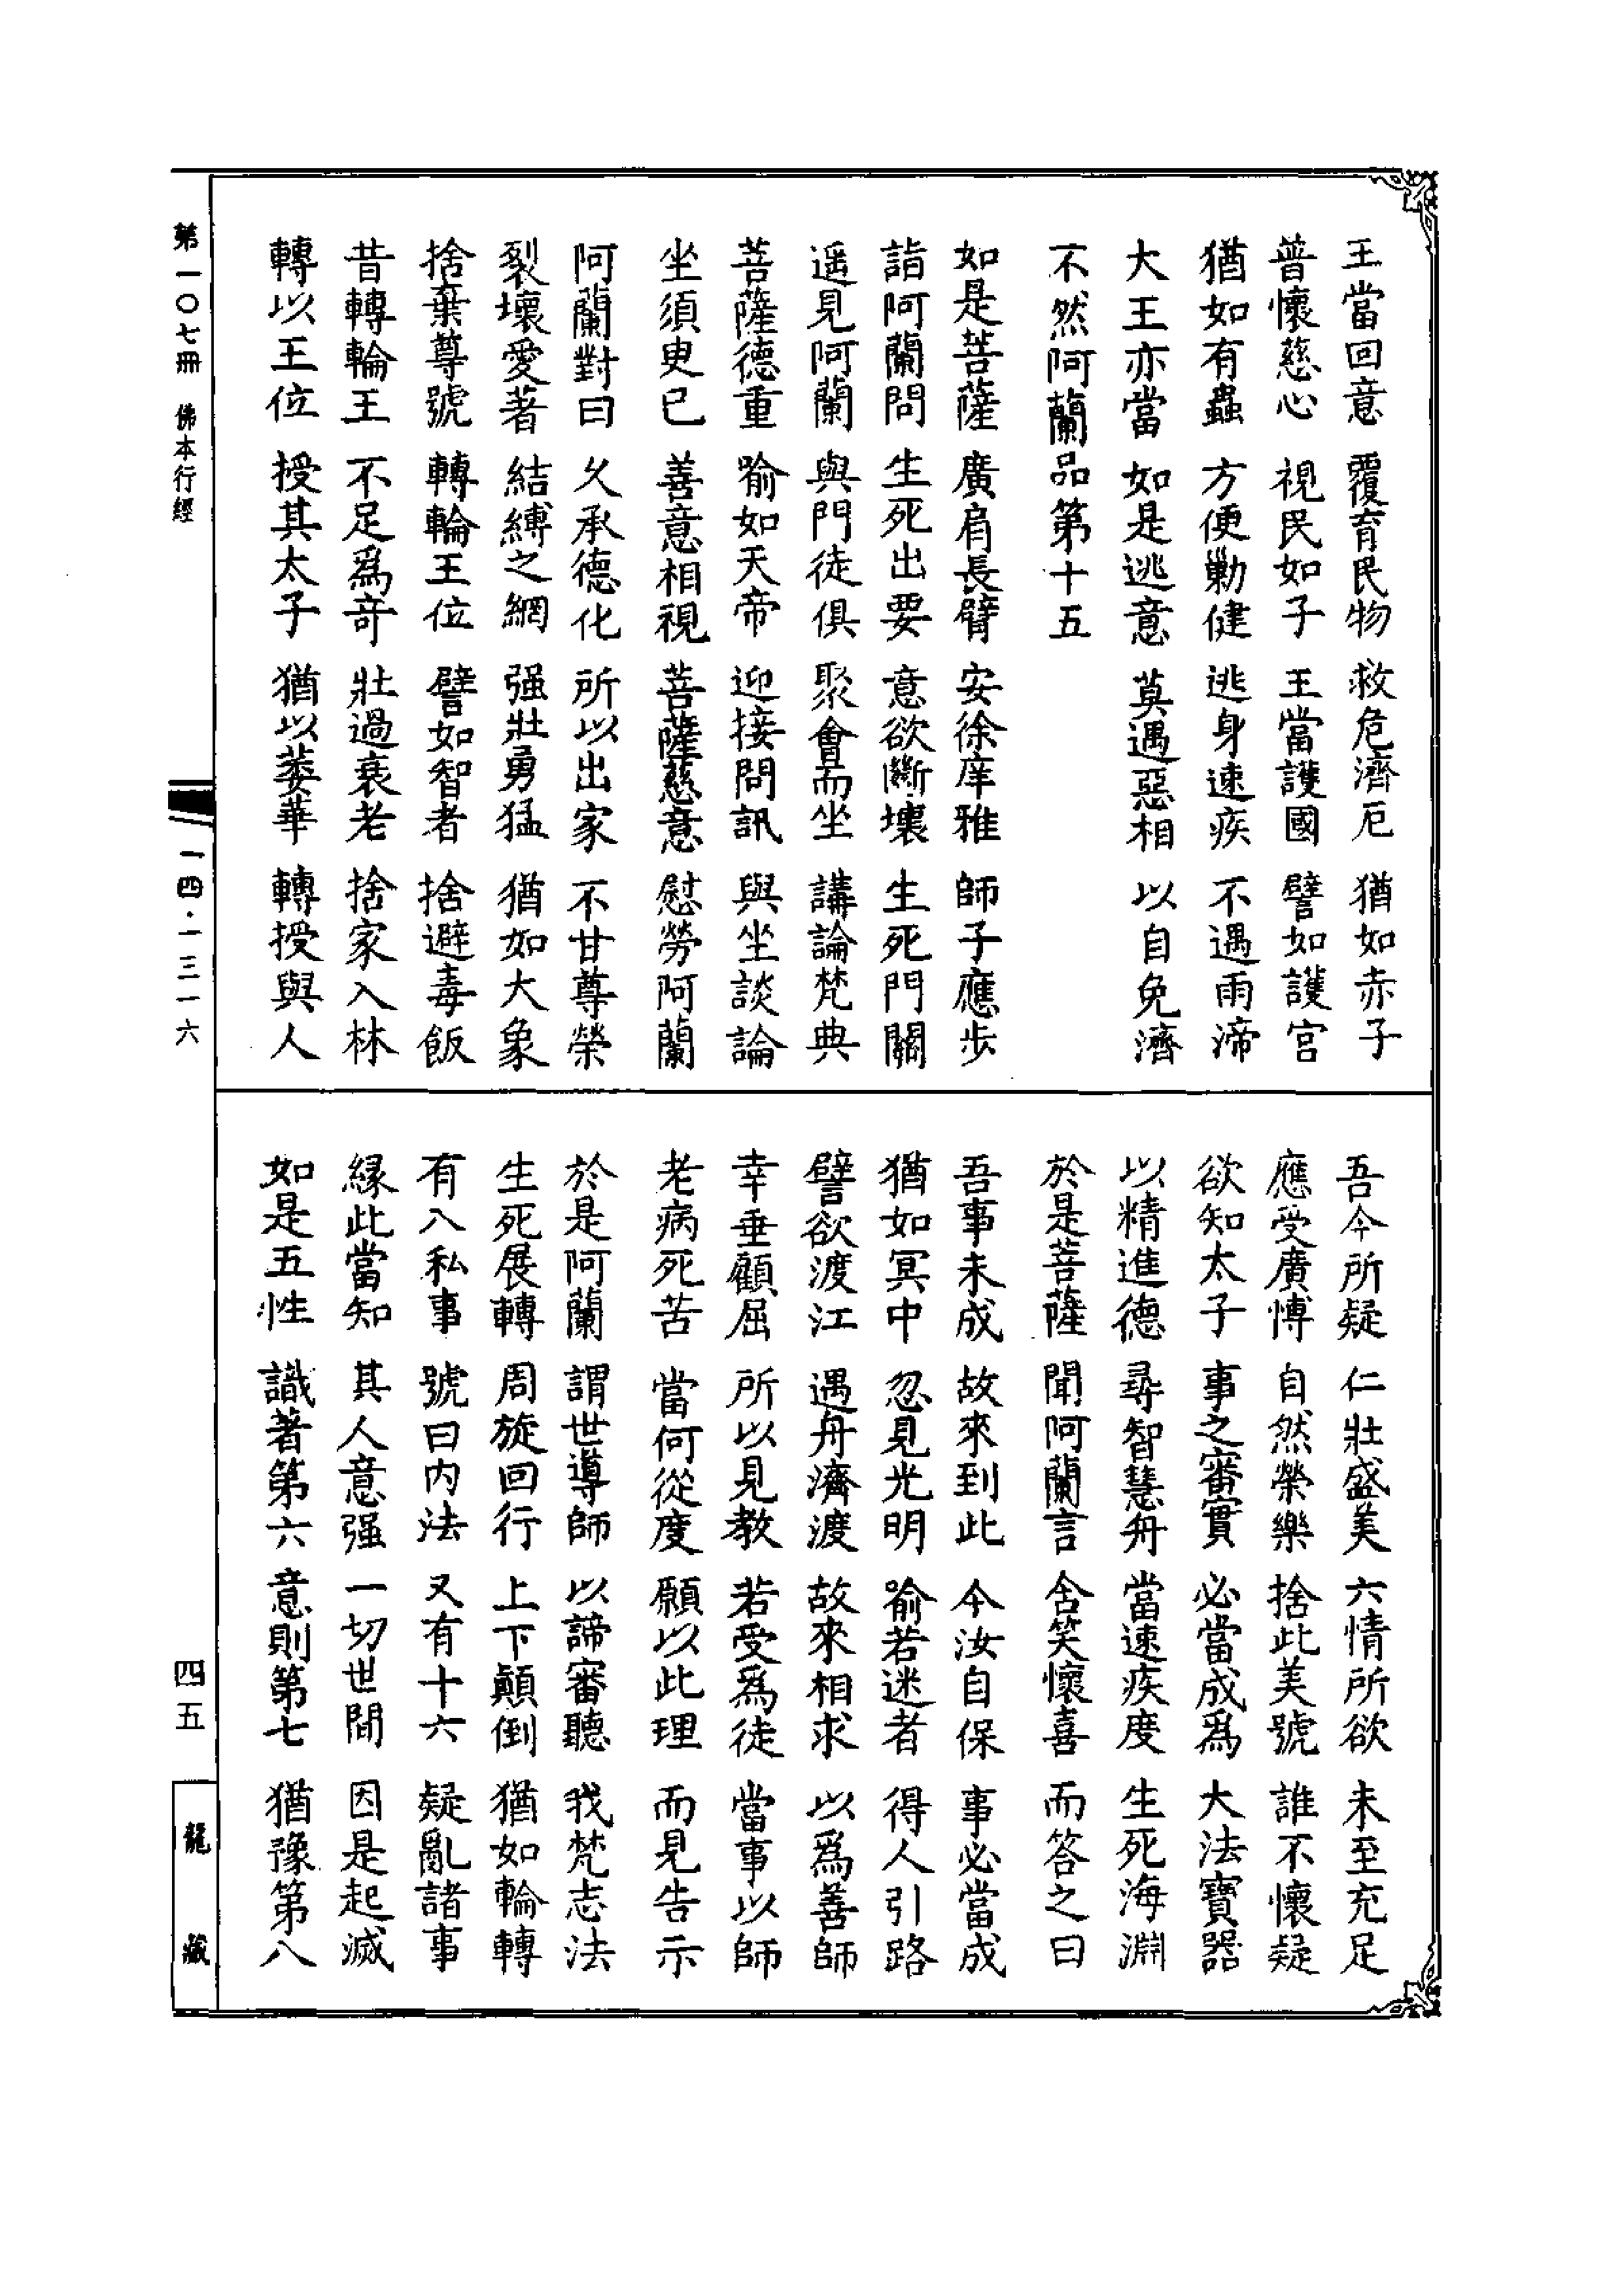 王當回意　覆育民物　救危濟厄　猶如赤子
普懷慈心　視民如子　王當護國　譬如護宮
猶如有蟲　方便勦健　逃身速疾　不遇雨渧
大王亦當　如是逃意　莫遇惡相　以自免濟
不然阿蘭品第十五
如是菩薩　廣肩長臂　安徐庠雅　師子應步
詣阿蘭問　生死出要　意欲斷壞　生死門關
遥見阿蘭　與門徒俱　聚會而坐　講論梵典
菩薩德重　喻如天帝　迎接問訊　與坐談論
坐須臾已　善意相視　菩薩慈意　慰勞阿蘭
阿蘭對曰　久承德化　所以出家　不甘尊榮
裂壞愛著　結縛之網　强壯勇猛　猶如大象
捨棄尊號　轉輪王位　譬如智者　捨避毒飯
昔轉輪王　不足爲奇　壯過衰老　捨家入林
轉以王位　授其太子　猶以萎華　轉授與人
吾今所疑　仁壯盛美　六情所欲　未至充足
應受廣愽　自然榮樂　捨此美號　誰不懷疑
欲知太子　事之審實　必當成爲　大法寶器
以精進德　尋智慧舟　當速疾度　生死海淵
於是菩薩　聞阿蘭言　含笑懷喜　而答之曰
吾事未成　故來到此　今汝自保　事必當成
猶如冥中　忽見光明　喻若迷者　得人引路
譬欲渡江　遇舟濟渡　故來相求　以爲善師
幸垂顧屈　所以見教　若受爲徒　當事以師
老病死苦　當何從度　願以此理　而見告示
於是阿蘭　謂世導師　以諦審聽　我梵志法
生死展轉　周旋回行　上下顛倒　猶如輪轉
有八私事　號曰内法　又有十六　疑亂諸事
緣此當知　其人意强　一切世間　因是起滅
如是五性　識著第六　意則第七　猶豫第八
第一〇七冊　佛本行經
一四·一三一六
四五
龍藏